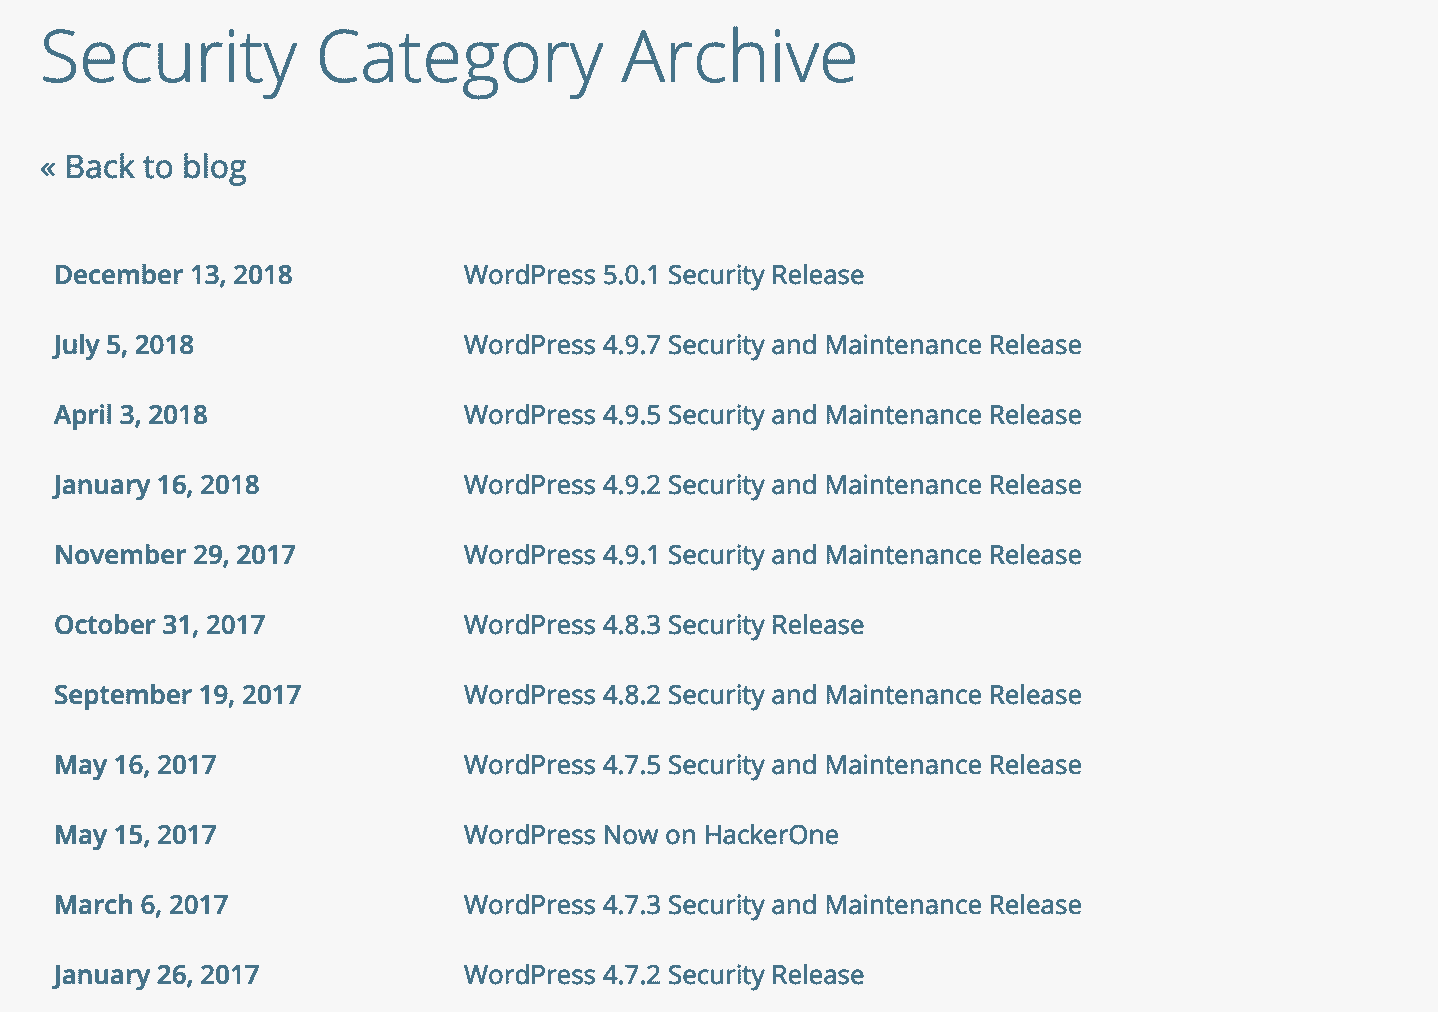 Security Category Archive
« Back to blog
December 13, 2018 WordPress 5.0.1 Security Release
July 5, 2018 WordPress 4.9.7 Security and Maintenance Release
April 3, 2018 WordPress 4.9.5 Security and Maintenance Release
January 16, 2018 WordPress 4.9.2 Security and Maintenance Release
November 29, 2017 WordPress 4.9.1 Security and Maintenance Release
October 31, 2017 WordPress 4.8.3 Security Release
September 19, 2017 WordPress 4.8.2 Security and Maintenance Release
May 16, 2017 WordPress 4.7.5 Security and Maintenance Release
May 15, 2017 WordPress Now on HackerOne
March 6, 2017 WordPress 4.7.3 Security and Maintenance Release
January 26, 2017 WordPress 4.7.2 Security Release